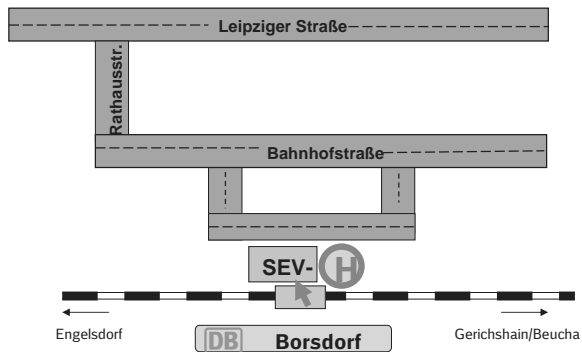 Leipziger Straße
Rathausstr.
Bahnhofstraße
SEV- H
Engelsdorf
Gerichshain/Beucha
DB Borsdorf